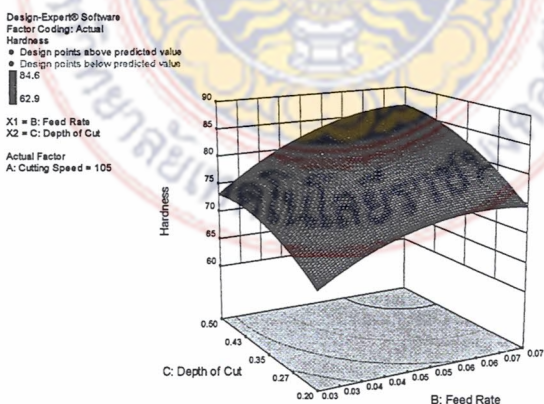 Design-Expert® Software
Factor Coding: Actual
Hardness
Design points above predicted value
Design points below predicted value
84.6
62.9
X1 = B: Feed Rate
X2 = C: Depth of Cut
Actual Factor
A: Cutting Speed = 105
90
85
80
75
70
65
60
Hardness
0.50
0.43
0.35
0.27
0.20
C: Depth of Cut
0.03
0.03
0.04
0.04
0.05
0.05
0.06
0.06
0.07
0.07
B: Feed Rate